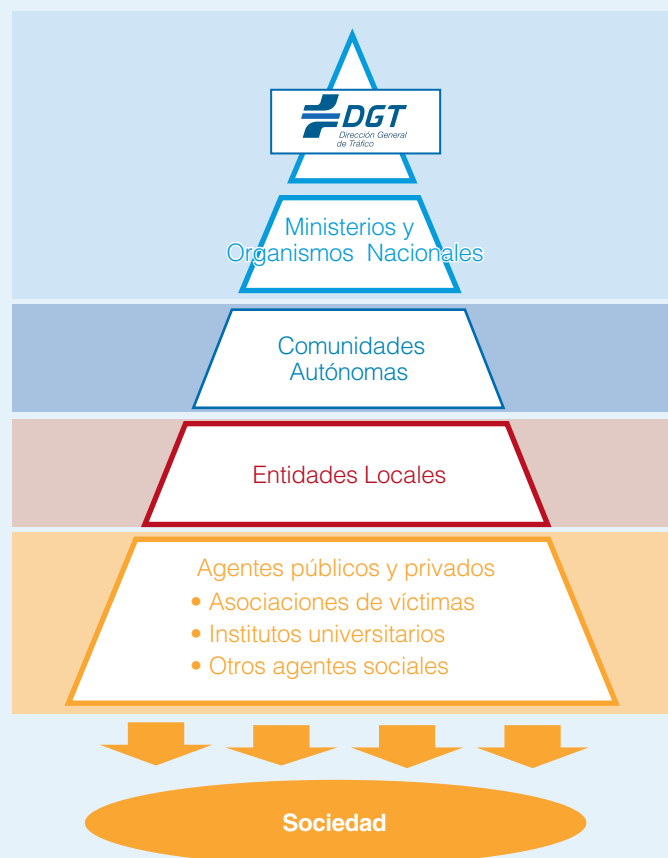 DGT
Dirección General
de Tráfico
Ministerios y
Organismos Nacionales
Comunidades
Autónomas
Entidades Locales
Agentes públicos y privados
• Asociaciones de víctimas
• Institutos universitarios
• Otros agentes sociales
Sociedad